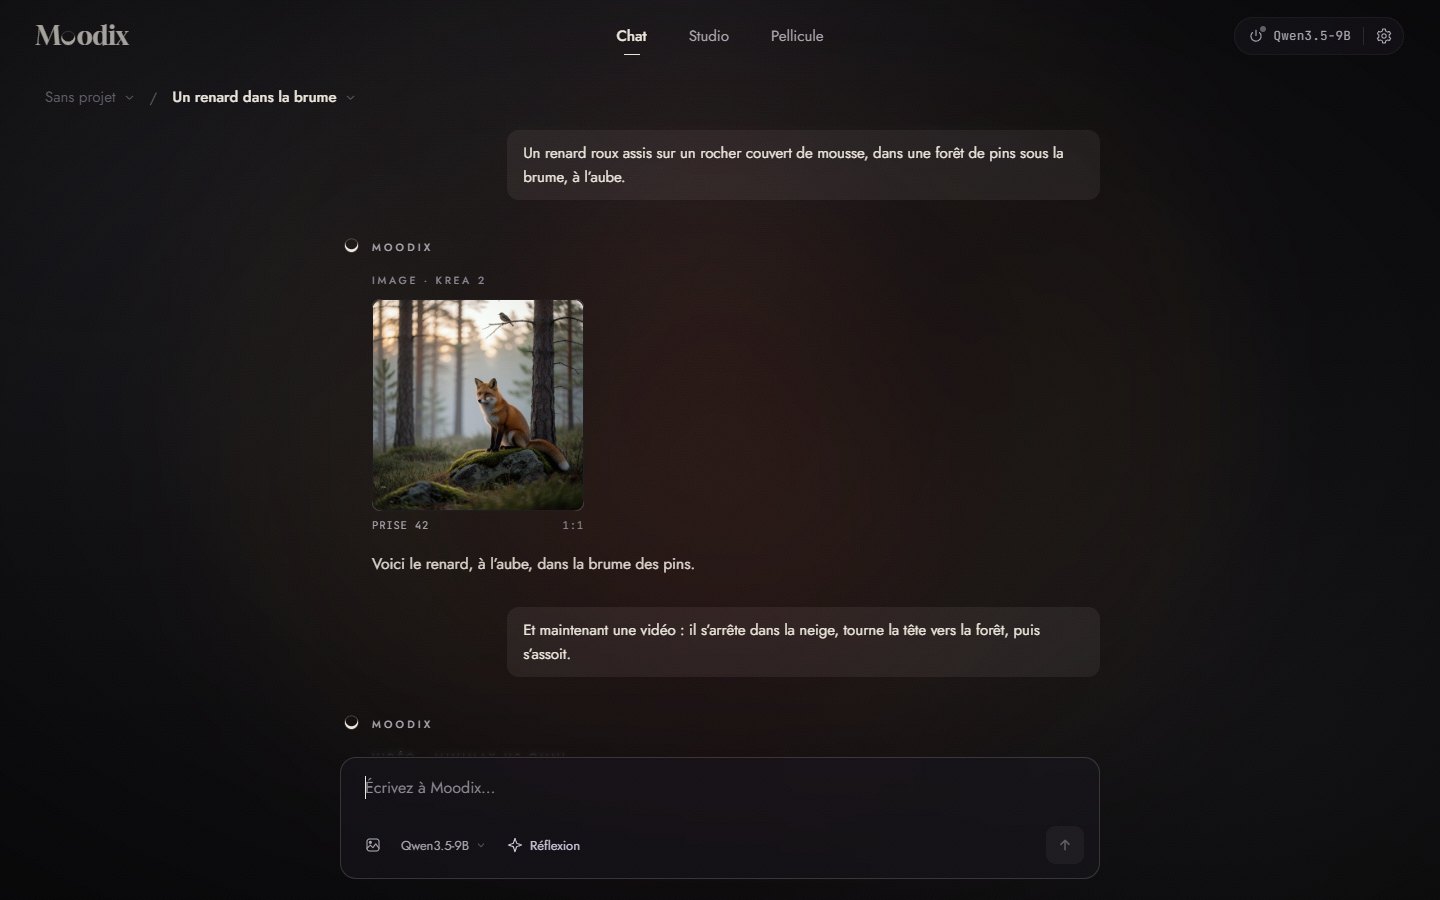 Moodix
Chat
Studio
Pellicule
Qwen3.5-9B
Sans projet / Un renard dans la brume
Un renard roux assis sur un rocher couvert de mousse, dans une forêt de pins sous la
brume, à l'aube.
MOODIX
IMAGE · KREA 2
PRISE 42
1:1
Voici le renard, à l'aube, dans la brume des pins.
Et maintenant une vidéo : il s'arrête dans la neige, tourne la tête vers la forêt, puis
s'assoit.
MOODIX
Écrivez à Moodix...
Qwen3.5-9B
Réflexion